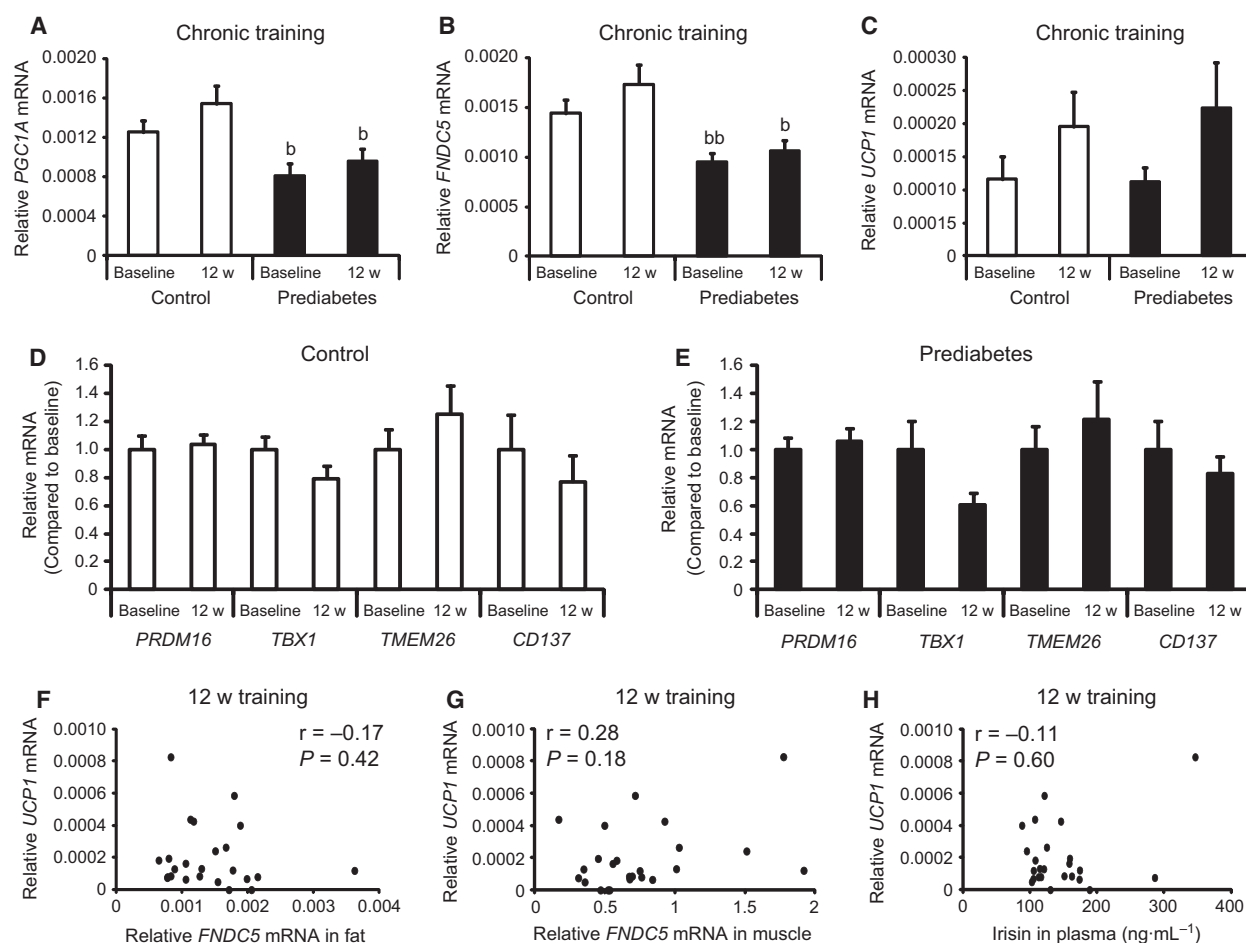 A
Chronic training
Relative PGC1A mRNA
0.0020
0.0016
0.0012
0.0008
0.0004
0
b
b
Baseline 12 w Baseline 12 w
Control Prediabetes
B
Chronic training
Relative FNDC5 mRNA
0.0020
0.0015
0.0010
0.0005
0
bb
b
Baseline 12 w Baseline 12 w
Control Prediabetes
C
Chronic training
Relative UCP1 mRNA
0.00030
0.00025
0.00020
0.00015
0.00010
0.00015
0
Baseline 12 w Baseline 12 w
Control Prediabetes
D
Control
Relative mRNA
(Compared to baseline)
1.6
1.4
1.2
1.0
0.8
0.6
0.4
0.2
0
Baseline 12 w Baseline 12 w Baseline 12 w Baseline 12 w
PRDM16 TBX1 TMEM26 CD137
E
Prediabetes
Relative mRNA
(Compared to baseline)
1.6
1.4
1.2
1.0
0.8
0.6
0.4
0.2
0
Baseline 12 w Baseline 12 w Baseline 12 w Baseline 12 w
PRDM16 TBX1 TMEM26 CD137
F
12 w training
Relative UCP1 mRNA
0.0010
0.0008
0.0006
0.0004
0.0002
0
r = –0.17
P = 0.42
0 0.001 0.002 0.003 0.004
Relative FNDC5 mRNA in fat
G
12 w training
Relative UCP1 mRNA
0.0010
0.0008
0.0006
0.0004
0.0002
0
r = 0.28
P = 0.18
0 0.5 1 1.5 2
Relative FNDC5 mRNA in muscle
H
12 w training
Relative UCP1 mRNA
0.0010
0.0008
0.0006
0.0004
0.0002
0
r = –0.11
P = 0.60
0 100 200 300 400
Irisin in plasma (ng·mL⁻¹)